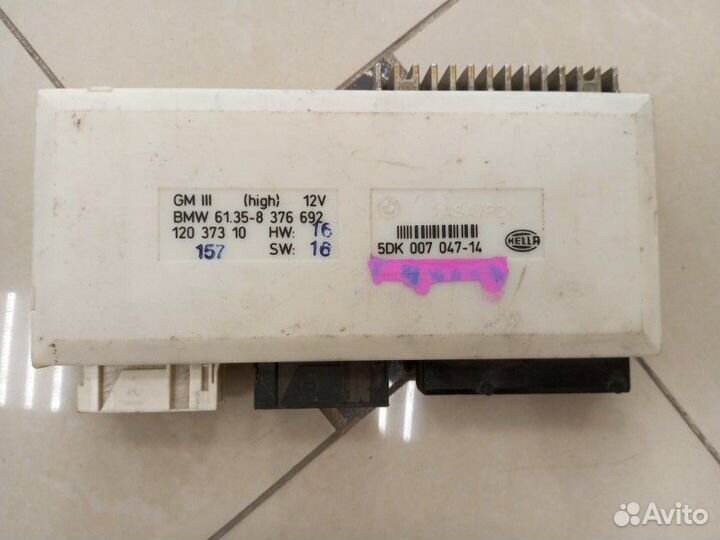 GM III (high) 12V
BMW 61.35-8 376 692
120 373 10 HW: 16
157 SW: 16
5DK 007 047-14
HELLA
Avito